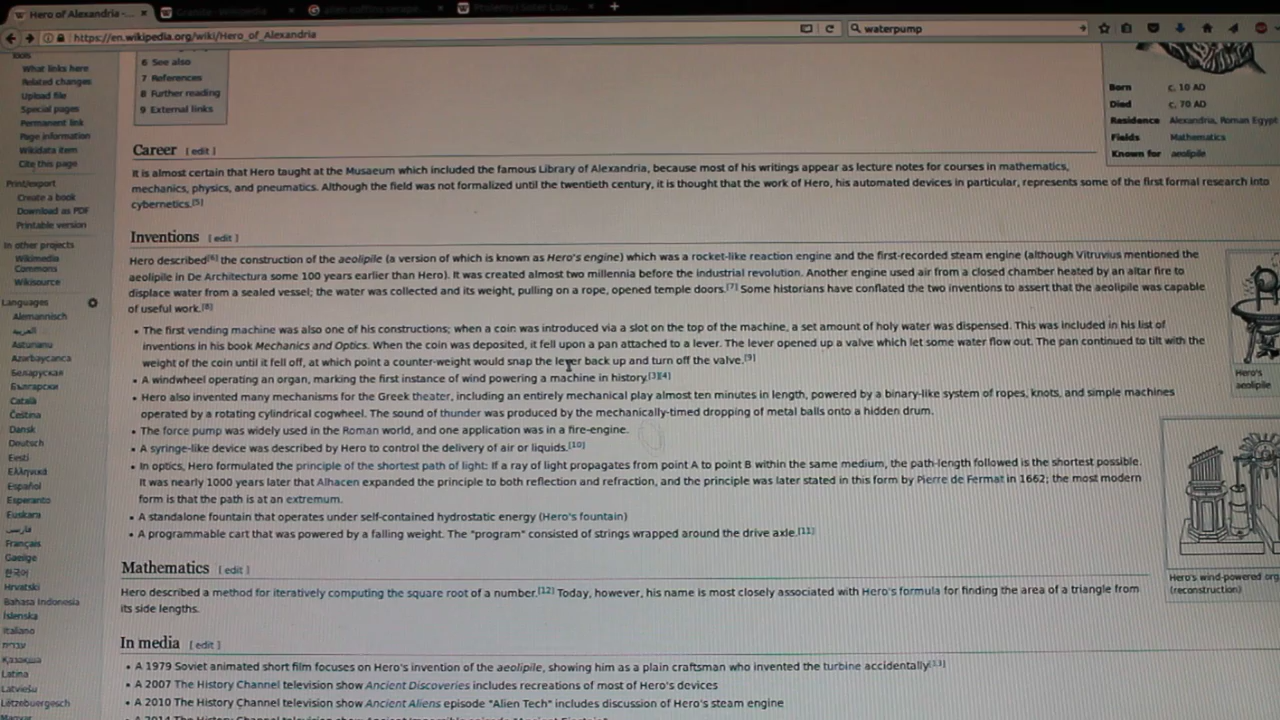 Hero of Alexandria -...
Wikipedia
https://en.wikipedia.org/wiki/Hero_of_Alexandria
waterpump
Tools
What links here
Related changes
Upload file
Special pages
Permanent link
Page information
Wikidata item
Cite this page
Print/export
Create a book
Download as PDF
Printable version
In other projects
Wikimedia
Commons
Wikisource
Languages
Alemannisch
العربية
Asturianu
Azərbaycanca
Беларуская
Български
Català
Čeština
Dansk
Deutsch
Eesti
Ελληνικά
Español
Esperanto
Euskara
فارسی
Français
Gaeilge
한국어
Hrvatski
Bahasa Indonesia
Íslenska
Italiano
עברית
Қазақша
Latina
Latviešu
Lëtzebuergesch
Magyar
6 See also
7 References
8 Further reading
9 External links
Born c. 10 AD
Died c. 70 AD
Residence Alexandria, Roman Egypt
Fields Mathematics
Known for aeolipile
Career [ edit ]
It is almost certain that Hero taught at the Musaeum which included the famous Library of Alexandria, because most of his writings appear as lecture notes for courses in mathematics,
mechanics, physics, and pneumatics. Although the field was not formalized until the twentieth century, it is thought that the work of Hero, his automated devices in particular, represents some of the first formal research into
cybernetics.[5]
Inventions [ edit ]
Hero described[6] the construction of the aeolipile (a version of which is known as Hero's engine) which was a rocket-like reaction engine and the first-recorded steam engine (although Vitruvius mentioned the
aeolipile in De Architectura some 100 years earlier than Hero). It was created almost two millennia before the industrial revolution. Another engine used air from a closed chamber heated by an altar fire to
displace water from a sealed vessel; the water was collected and its weight, pulling on a rope, opened temple doors.[7] Some historians have conflated the two inventions to assert that the aeolipile was capable
of useful work.[8]
• The first vending machine was also one of his constructions; when a coin was introduced via a slot on the top of the machine, a set amount of holy water was dispensed. This was included in his list of
inventions in his book Mechanics and Optics. When the coin was deposited, it fell upon a pan attached to a lever. The lever opened up a valve which let some water flow out. The pan continued to tilt with the
weight of the coin until it fell off, at which point a counter-weight would snap the lever back up and turn off the valve.[9]
• A windwheel operating an organ, marking the first instance of wind powering a machine in history.[3][4]
• Hero also invented many mechanisms for the Greek theater, including an entirely mechanical play almost ten minutes in length, powered by a binary-like system of ropes, knots, and simple machines
operated by a rotating cylindrical cogwheel. The sound of thunder was produced by the mechanically-timed dropping of metal balls onto a hidden drum.
• The force pump was widely used in the Roman world, and one application was in a fire-engine.
• A syringe-like device was described by Hero to control the delivery of air or liquids.[10]
• In optics, Hero formulated the principle of the shortest path of light: If a ray of light propagates from point A to point B within the same medium, the path-length followed is the shortest possible.
It was nearly 1000 years later that Alhacen expanded the principle to both reflection and refraction, and the principle was later stated in this form by Pierre de Fermat in 1662; the most modern
form is that the path is at an extremum.
• A standalone fountain that operates under self-contained hydrostatic energy (Hero's fountain)
• A programmable cart that was powered by a falling weight. The "program" consisted of strings wrapped around the drive axle.[11]
Hero's
aeolipile
Hero's wind-powered org
(reconstruction)
Mathematics [ edit ]
Hero described a method for iteratively computing the square root of a number.[12] Today, however, his name is most closely associated with Hero's formula for finding the area of a triangle from
its side lengths.
In media [ edit ]
• A 1979 Soviet animated short film focuses on Hero's invention of the aeolipile, showing him as a plain craftsman who invented the turbine accidentally[13]
• A 2007 The History Channel television show Ancient Discoveries includes recreations of most of Hero's devices
• A 2010 The History Channel television show Ancient Aliens episode "Alien Tech" includes discussion of Hero's steam engine